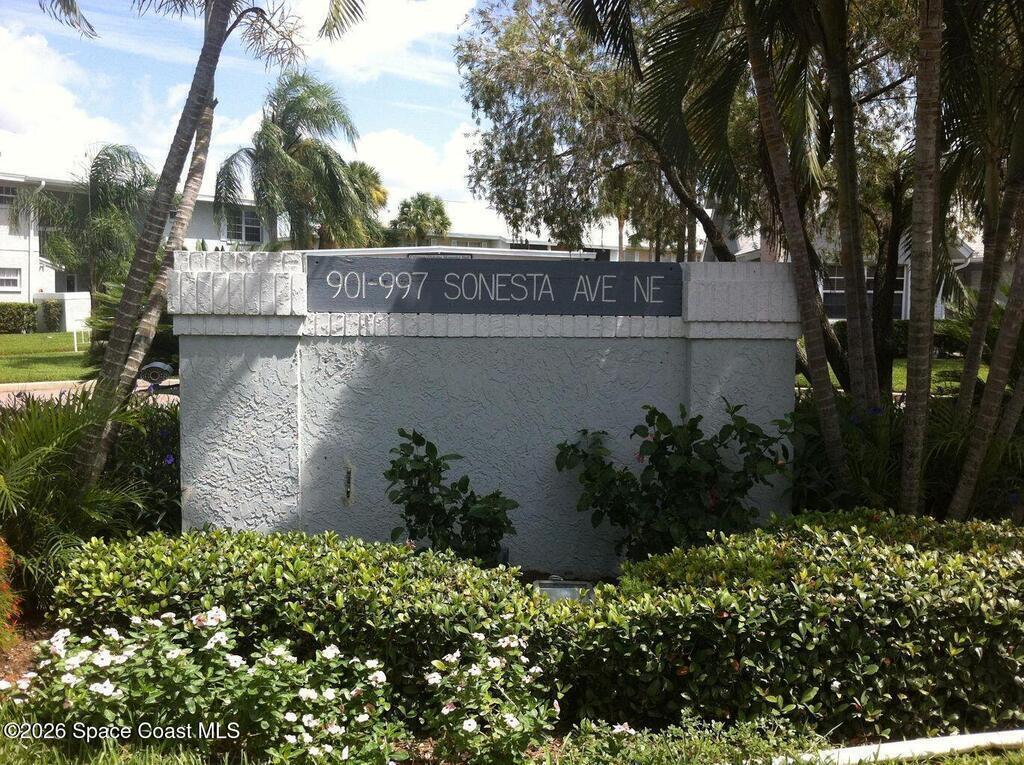 901-997 SONESTA AVE NE
©2026 Space Coast MLS